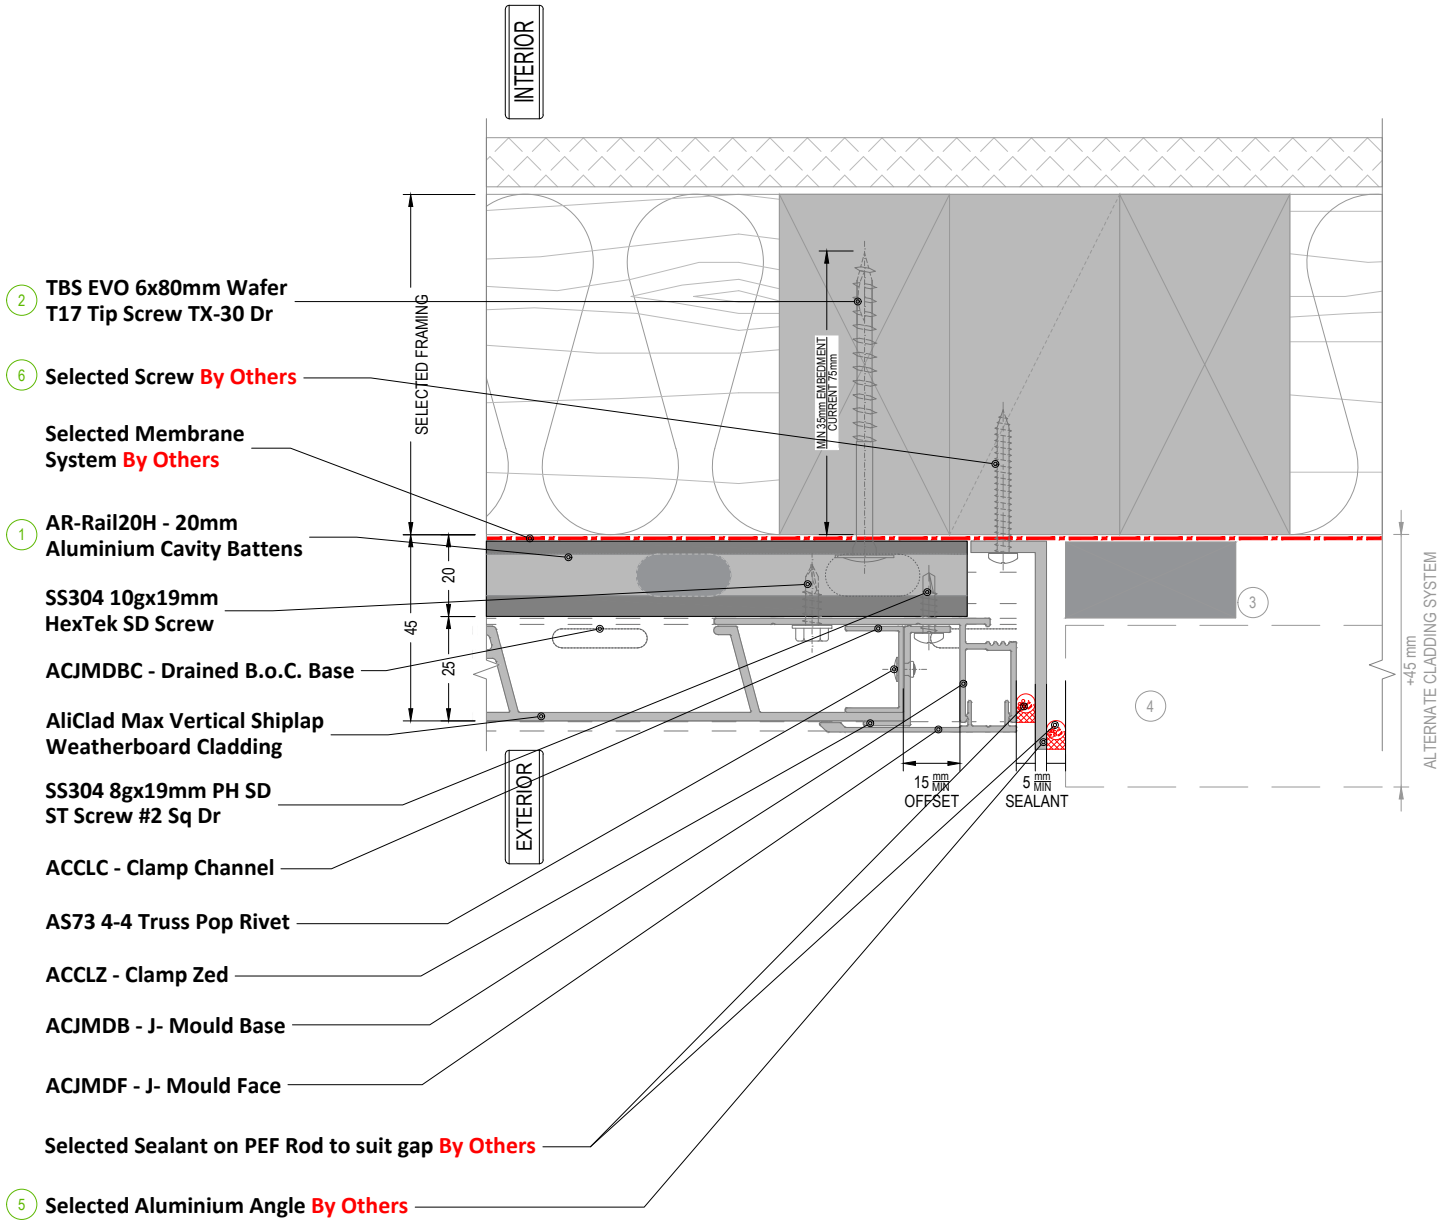 INTERIOR
2
TBS EVO 6x80mm Wafer
T17 Tip Screw TX-30 Dr
6
Selected Screw By Others
Selected Membrane
System By Others
1
AR-Rail20H - 20mm
Aluminium Cavity Battens
SS304 10gx19mm
HexTek SD Screw
ACJMDBC - Drained B.o.C. Base
AliClad Max Vertical Shiplap
Weatherboard Cladding
SS304 8gx19mm PH SD
ST Screw #2 Sq Dr
ACCLC - Clamp Channel
AS73 4-4 Truss Pop Rivet
ACCLZ - Clamp Zed
ACJMDB - J- Mould Base
ACJMDF - J- Mould Face
Selected Sealant on PEF Rod to suit gap By Others
5
Selected Aluminium Angle By Others
SELECTED FRAMING
45
20
25
MIN 35mm EMBEDMENT
CURRENT 75mm
EXTERIOR
15 mm MIN
OFFSET
5 mm MIN
SEALANT
3
4
+45 mm
ALTERNATE CLADDING SYSTEM